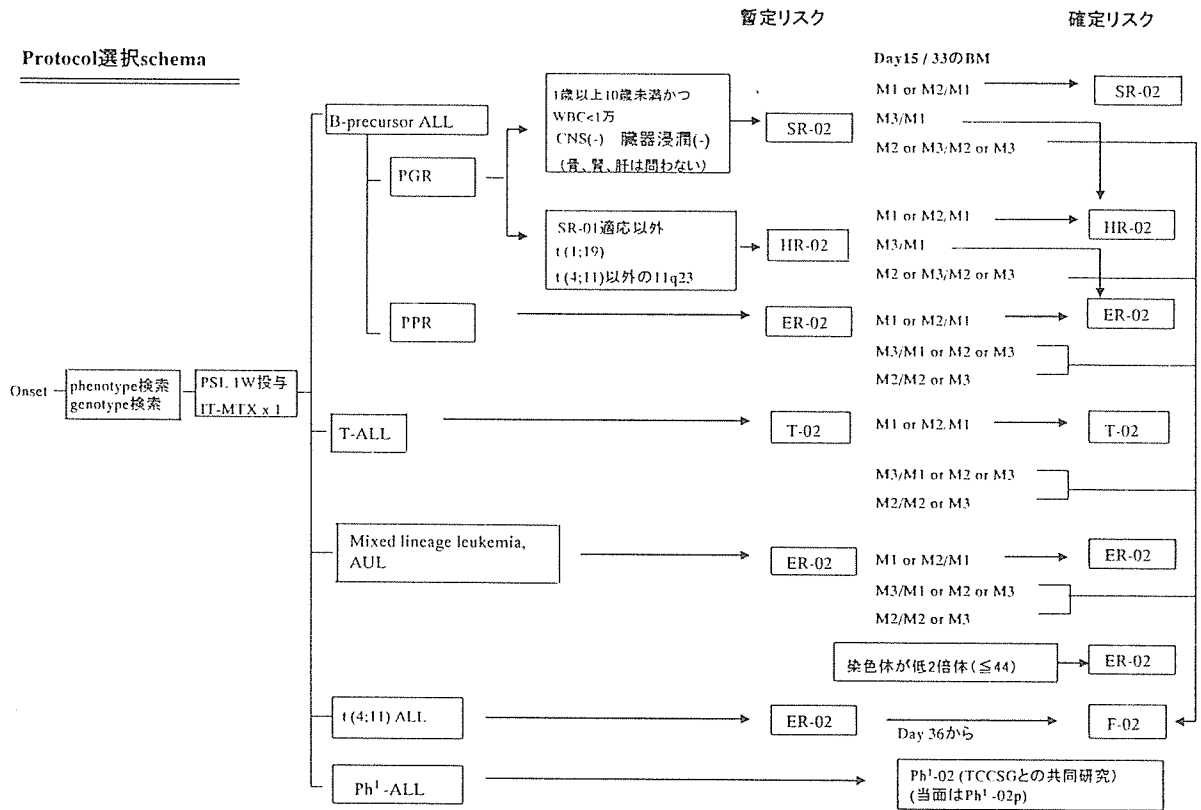 暫定リスク
確定リスク
Protocol選択schema
Day15 / 33のBM
1歳以上10歳未満かつ
WBC<1万
CNS(-) 臓器浸潤(-)
(骨、腎、肝は問わない)
B-precursor ALL
PGR
SR-02
M1 or M2/M1
SR-02
M3/M1
M2 or M3/M2 or M3
SR-01適応以外
t (1;19)
t (4;11)以外の11q23
HR-02
M1 or M2, M1
HR-02
M3/M1
M2 or M3/M2 or M3
PPR
ER-02
M1 or M2/M1
ER-02
M3/M1 or M2 or M3
M2/M2 or M3
Onset
phenotype検索
genotype検索
PSL 1W投与
IT-MTX x 1
T-ALL
T-02
M1 or M2, M1
T-02
M3/M1 or M2 or M3
M2/M2 or M3
Mixed lineage leukemia,
AUL
ER-02
M1 or M2/M1
ER-02
M3/M1 or M2 or M3
M2/M2 or M3
染色体が低2倍体(≦44)
ER-02
t (4;11) ALL
ER-02
Day 36から
F-02
Ph¹-ALL
Ph¹-02 (TCCSGとの共同研究)
(当面はPh¹-02p)